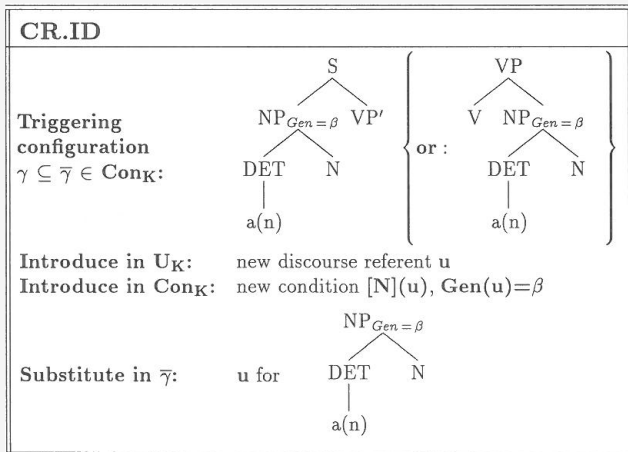 CR.ID
S VP
NP_{Gen = β} VP′ V NP_{Gen = β}
Triggering configuration γ ⊆ γ̅ ∈ Con_K: or :
DET N DET N
a(n) a(n)
Introduce in U_K: new discourse referent u
Introduce in Con_K: new condition [N](u), Gen(u)=β
NP_{Gen = β}
Substitute in γ̅: u for DET N
a(n)